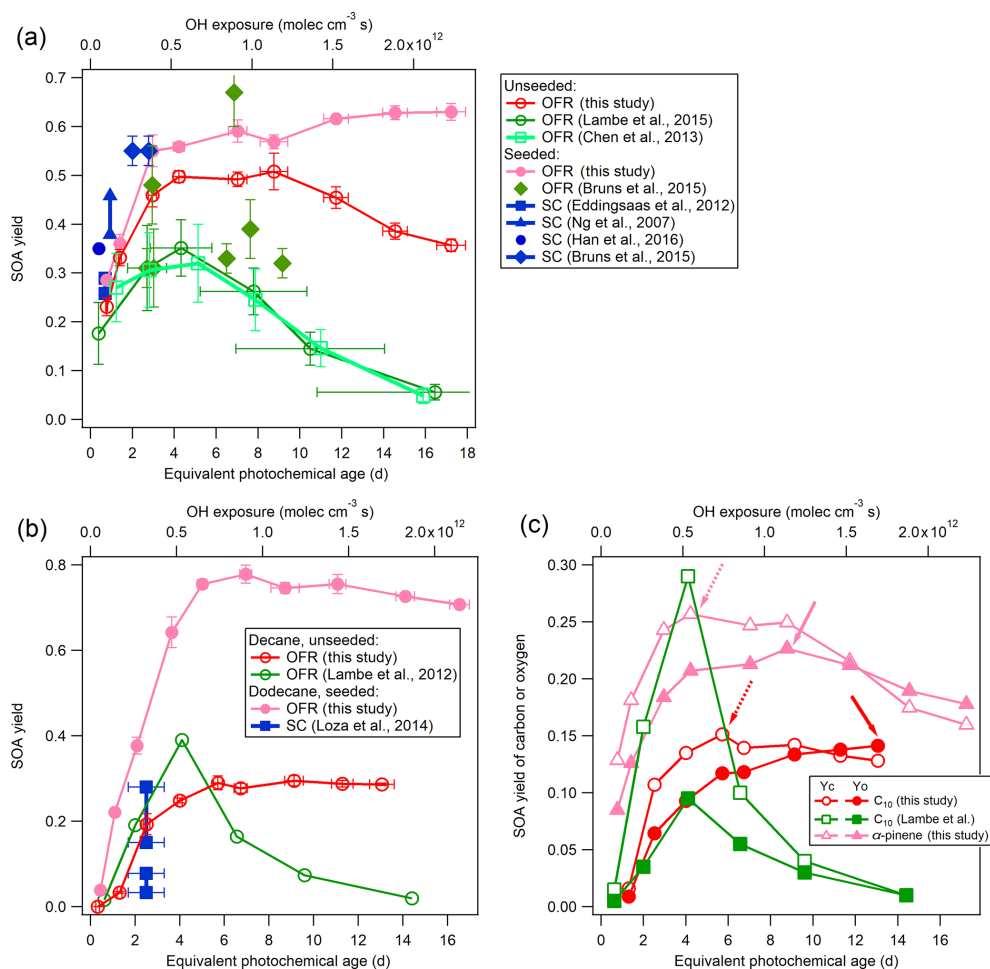 (a)
OH exposure (molec cm⁻³ s)
0.0 0.5 1.0 1.5 2.0x10¹²
SOA yield
0.7
0.6
0.5
0.4
0.3
0.2
0.1
0.0
0 2 4 6 8 10 12 14 16 18
Equivalent photochemical age (d)
Unseeded:
OFR (this study)
OFR (Lambe et al., 2015)
OFR (Chen et al., 2013)
Seeded:
OFR (this study)
OFR (Bruns et al., 2015)
SC (Eddingsaas et al., 2012)
SC (Ng et al., 2007)
SC (Han et al., 2016)
SC (Bruns et al., 2015)
(b)
OH exposure (molec cm⁻³ s)
0.0 0.5 1.0 1.5 2.0x10¹²
SOA yield
0.8
0.6
0.4
0.2
0.0
Decane, unseeded:
OFR (this study)
OFR (Lambe et al., 2012)
Dodecane, seeded:
OFR (this study)
SC (Loza et al., 2014)
0 2 4 6 8 10 12 14 16
Equivalent photochemical age (d)
(c)
OH exposure (molec cm⁻³ s)
0.0 0.5 1.0 1.5 2.0x10¹²
SOA yield of carbon or oxygen
0.30
0.25
0.20
0.15
0.10
0.05
0.00
Yc Yo
C₁₀ (this study)
C₁₀ (Lambe et al.)
α-pinene (this study)
0 2 4 6 8 10 12 14 16
Equivalent photochemical age (d)